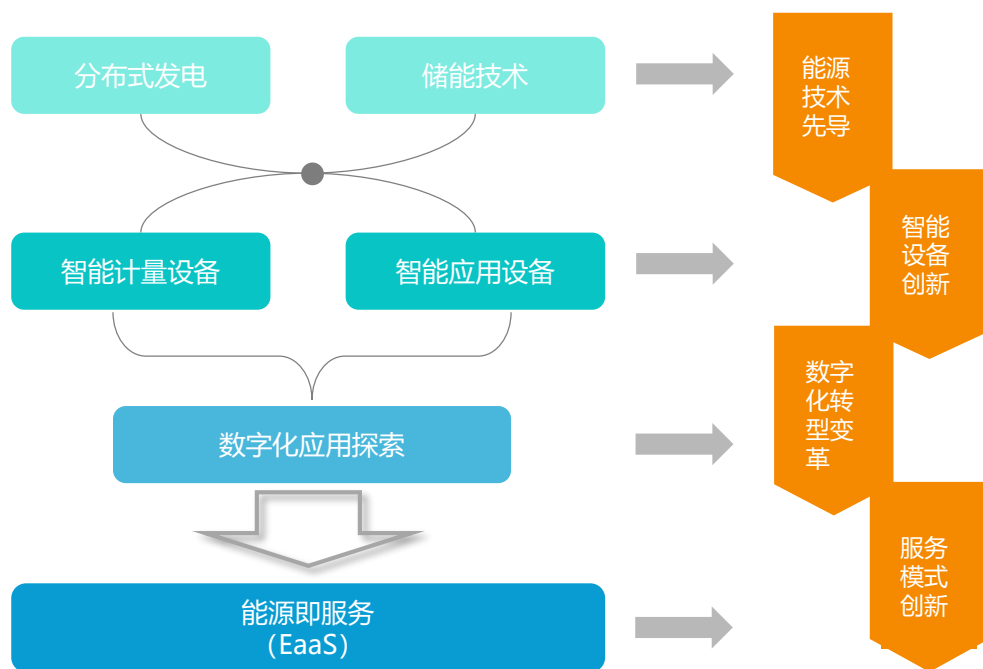 分布式发电
储能技术
能源
技术
先导
智能计量设备
智能应用设备
智能
设备
创新
数字化应用探索
数字
化转
型变
革
能源即服务
（EaaS）
服务
模式
创新